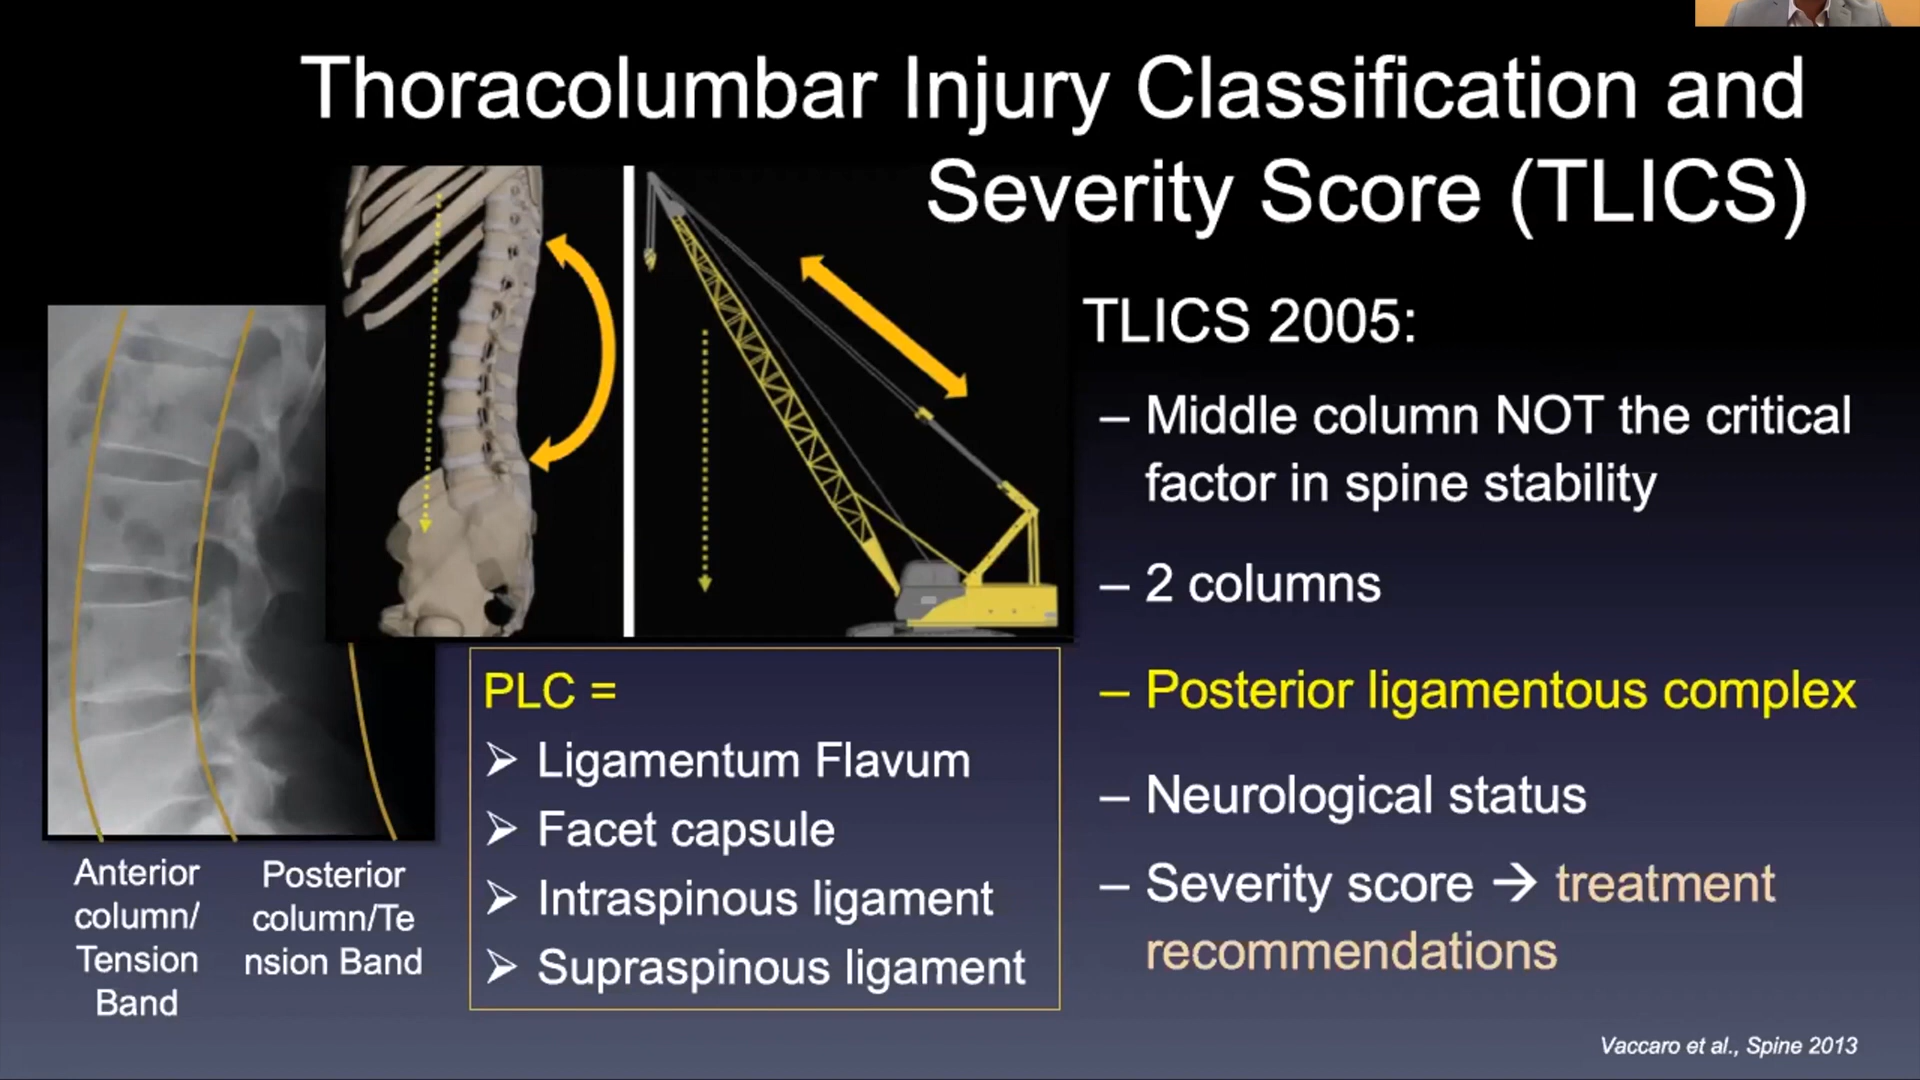 Thoracolumbar Injury Classification and
Severity Score (TLICS)
TLICS 2005:
– Middle column NOT the critical
factor in spine stability
– 2 columns
– Posterior ligamentous complex
– Neurological status
– Severity score → treatment
recommendations
PLC =
➢ Ligamentum Flavum
➢ Facet capsule
➢ Intraspinous ligament
➢ Supraspinous ligament
Anterior
column/
Tension
Band
Posterior
column/Te
nsion Band
Vaccaro et al., Spine 2013